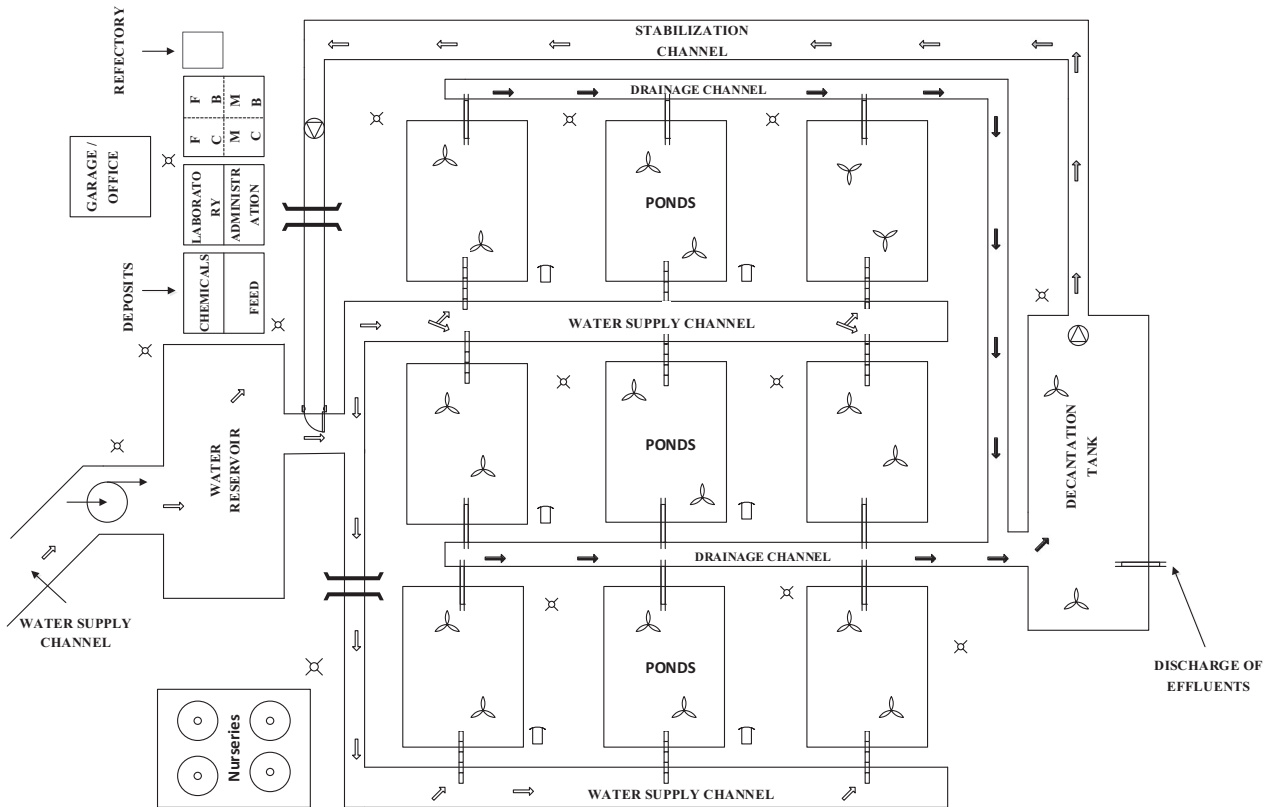 STABILIZATION
CHANNEL
REFECTORY
DRAINAGE CHANNEL
F F B M B
F C M C
GARAGE /
OFFICE
LABORATO
RY
ADMINISTR
ATION
PONDS
DEPOSITS
CHEMICALS
FEED
WATER SUPPLY CHANNEL
WATER
RESERVOIR
PONDS
DECANTATION
TANK
DRAINAGE CHANNEL
WATER SUPPLY
CHANNEL
PONDS
DISCHARGE OF
EFFLUENTS
Nurseries
WATER SUPPLY CHANNEL